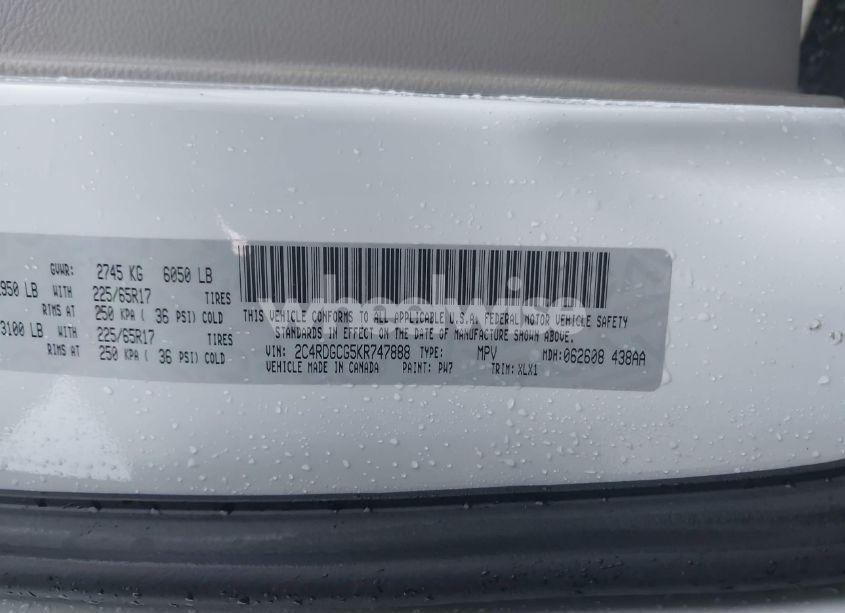 GVWR: 2745 KG 6050 LB
950 LB WITH 225/65R17 TIRES
RIMS AT 250 KPA ( 36 PSI) COLD
3100 LB WITH 225/65R17 TIRES
RIMS AT 250 KPA ( 36 PSI) COLD
wheelwise
THIS VEHICLE CONFORMS TO ALL APPLICABLE U.S.A. FEDERAL MOTOR VEHICLE SAFETY
STANDARDS IN EFFECT ON THE DATE OF MANUFACTURE SHOWN ABOVE.
VIN: 2C4RDGCG5KR747888 TYPE: MPV MDH: 062608 438AA
VEHICLE MADE IN CANADA PAINT: PW7 TRIM: XLX1